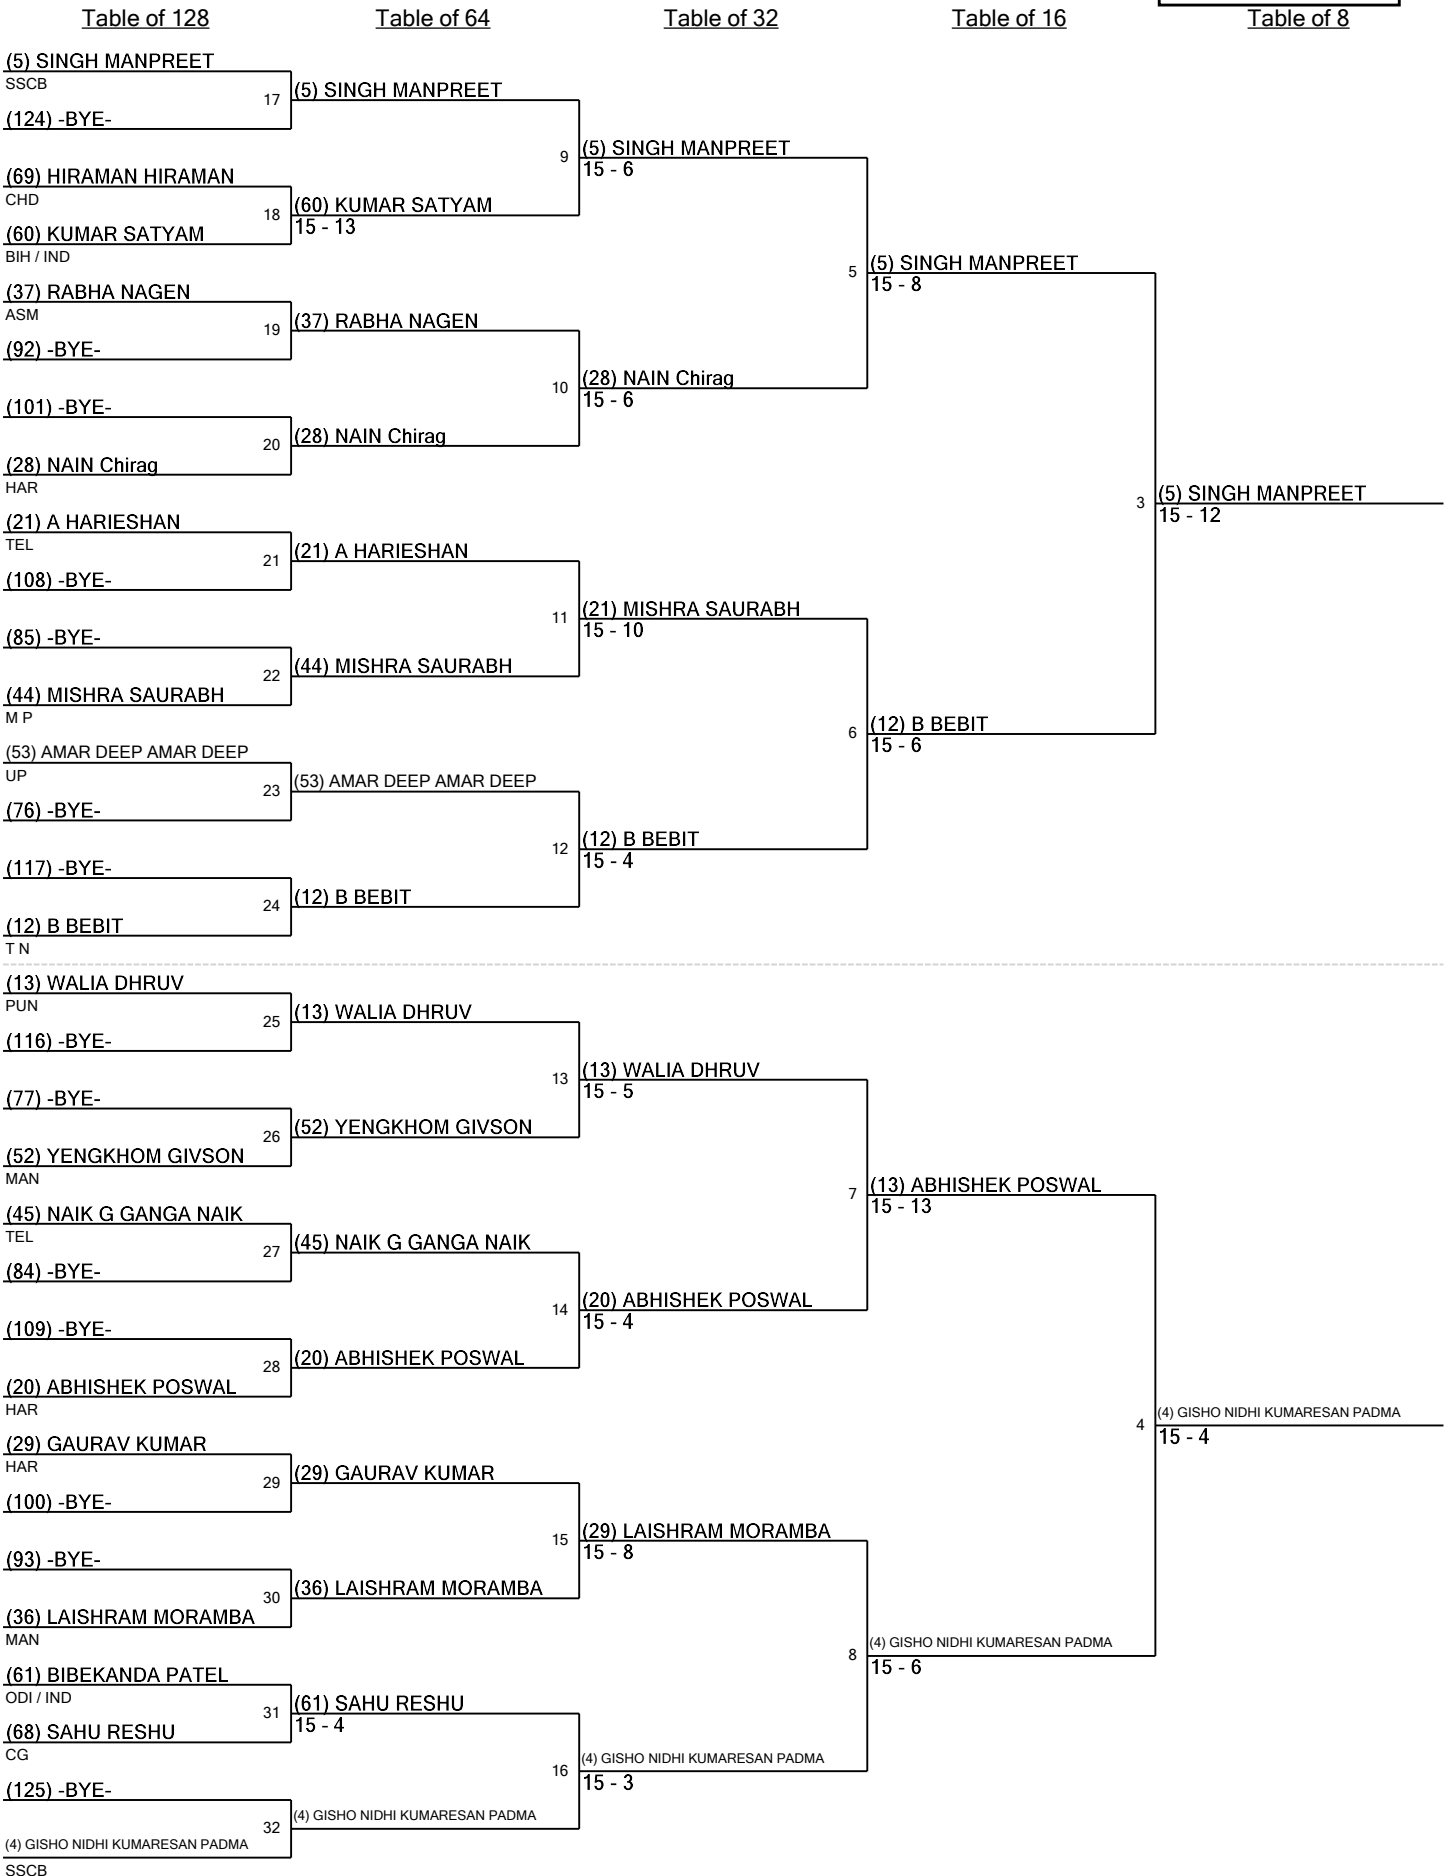 Table of 128
Table of 64
Table of 32
Table of 16
Table of 8
(5) SINGH MANPREET
SSCB
17
(5) SINGH MANPREET
(124) -BYE-
9
(5) SINGH MANPREET
15 - 6
(69) HIRAMAN HIRAMAN
CHD
18
(60) KUMAR SATYAM
15 - 13
(60) KUMAR SATYAM
BIH / IND
5
(5) SINGH MANPREET
15 - 8
(37) RABHA NAGEN
ASM
19
(37) RABHA NAGEN
(92) -BYE-
10
(28) NAIN Chirag
15 - 6
(101) -BYE-
20
(28) NAIN Chirag
(28) NAIN Chirag
HAR
3
(5) SINGH MANPREET
15 - 12
(21) A HARIESHAN
TEL
21
(21) A HARIESHAN
(108) -BYE-
11
(21) MISHRA SAURABH
15 - 10
(85) -BYE-
22
(44) MISHRA SAURABH
(44) MISHRA SAURABH
M P
6
(12) B BEBIT
15 - 6
(53) AMAR DEEP AMAR DEEP
UP
23
(53) AMAR DEEP AMAR DEEP
(76) -BYE-
12
(12) B BEBIT
15 - 4
(117) -BYE-
24
(12) B BEBIT
(12) B BEBIT
T N
(13) WALIA DHRUV
PUN
25
(13) WALIA DHRUV
(116) -BYE-
13
(13) WALIA DHRUV
15 - 5
(77) -BYE-
26
(52) YENGKHOM GIVSON
(52) YENGKHOM GIVSON
MAN
7
(13) ABHISHEK POSWAL
15 - 13
(45) NAIK G GANGA NAIK
TEL
27
(45) NAIK G GANGA NAIK
(84) -BYE-
14
(20) ABHISHEK POSWAL
15 - 4
(109) -BYE-
28
(20) ABHISHEK POSWAL
(20) ABHISHEK POSWAL
HAR
4
(4) GISHO NIDHI KUMARESAN PADMA
15 - 4
(29) GAURAV KUMAR
HAR
29
(29) GAURAV KUMAR
(100) -BYE-
15
(29) LAISHRAM MORAMBA
15 - 8
(93) -BYE-
30
(36) LAISHRAM MORAMBA
(36) LAISHRAM MORAMBA
MAN
8
(4) GISHO NIDHI KUMARESAN PADMA
15 - 6
(61) BIBEKANDA PATEL
ODI / IND
31
(61) SAHU RESHU
15 - 4
(68) SAHU RESHU
CG
16
(4) GISHO NIDHI KUMARESAN PADMA
15 - 3
(125) -BYE-
32
(4) GISHO NIDHI KUMARESAN PADMA
(4) GISHO NIDHI KUMARESAN PADMA
SSCB